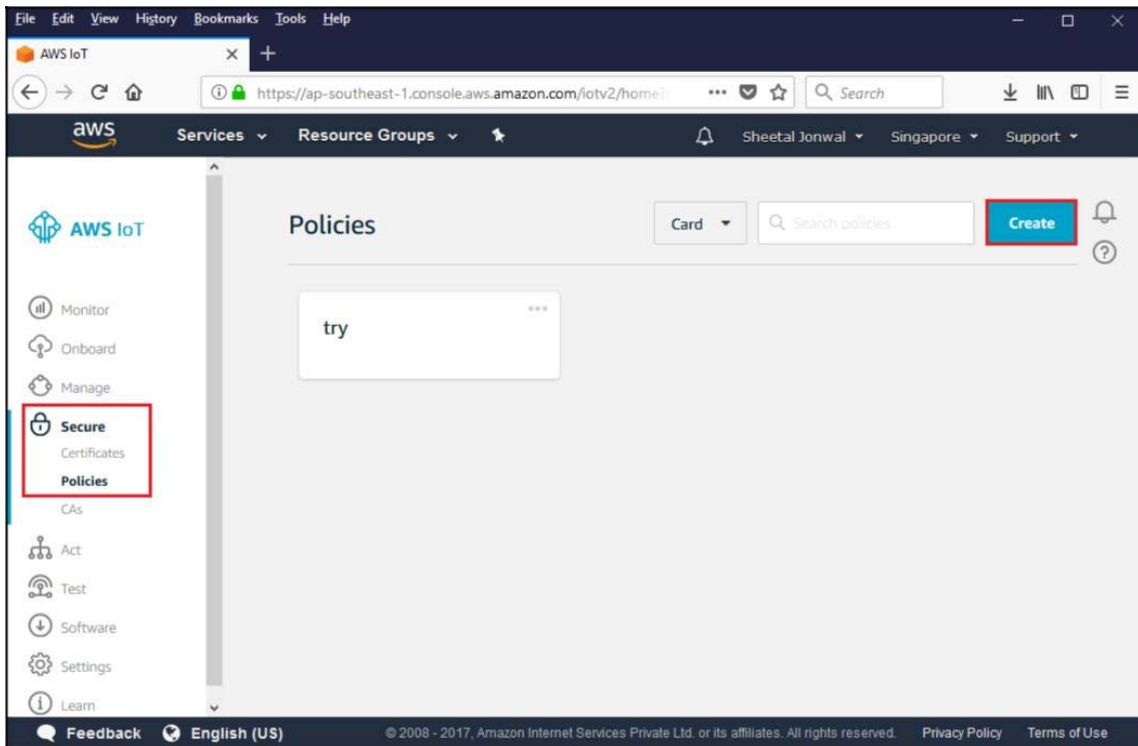 File Edit View History Bookmarks Tools Help
AWS IoT
https://ap-southeast-1.console.aws.amazon.com/iotv2/home?
Search
aws Services Resource Groups Sheetal Jonwal Singapore Support
AWS IoT
Policies Card Search policies Create
try
Monitor
Onboard
Manage
Secure
Certificates
Policies
CAs
Act
Test
Software
Settings
Learn
Feedback English (US) © 2008 - 2017, Amazon Internet Services Private Ltd. or its affiliates. All rights reserved. Privacy Policy Terms of Use